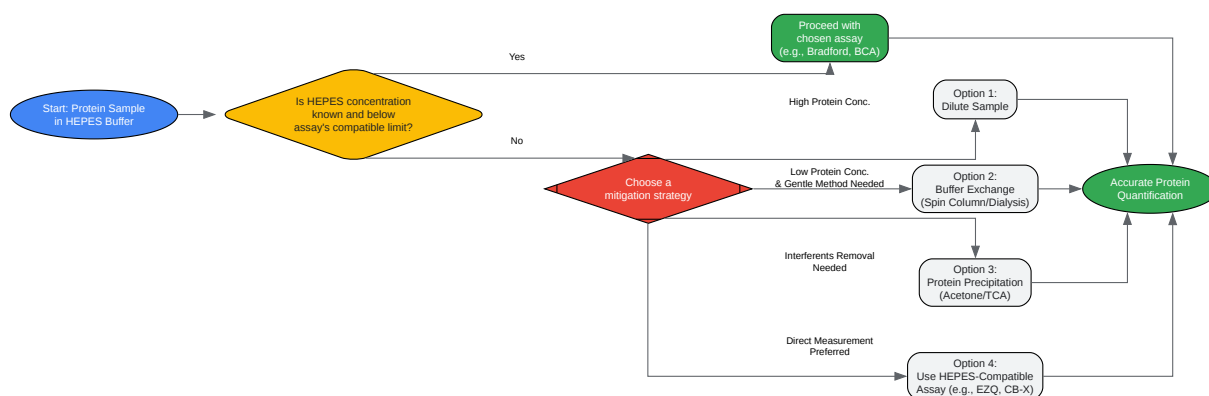 Start: Protein Sample
in HEPES Buffer
Is HEPES concentration
known and below
assay's compatible limit?
Yes
No
Proceed with
chosen assay
(e.g., Bradford, BCA)
Choose a
mitigation strategy
High Protein Conc.
Option 1:
Dilute Sample
Low Protein Conc.
& Gentle Method Needed
Option 2:
Buffer Exchange
(Spin Column/Dialysis)
Interferents Removal
Needed
Option 3:
Protein Precipitation
(Acetone/TCA)
Direct Measurement
Preferred
Option 4:
Use HEPES-Compatible
Assay (e.g., EZQ, CB-X)
Accurate Protein
Quantification